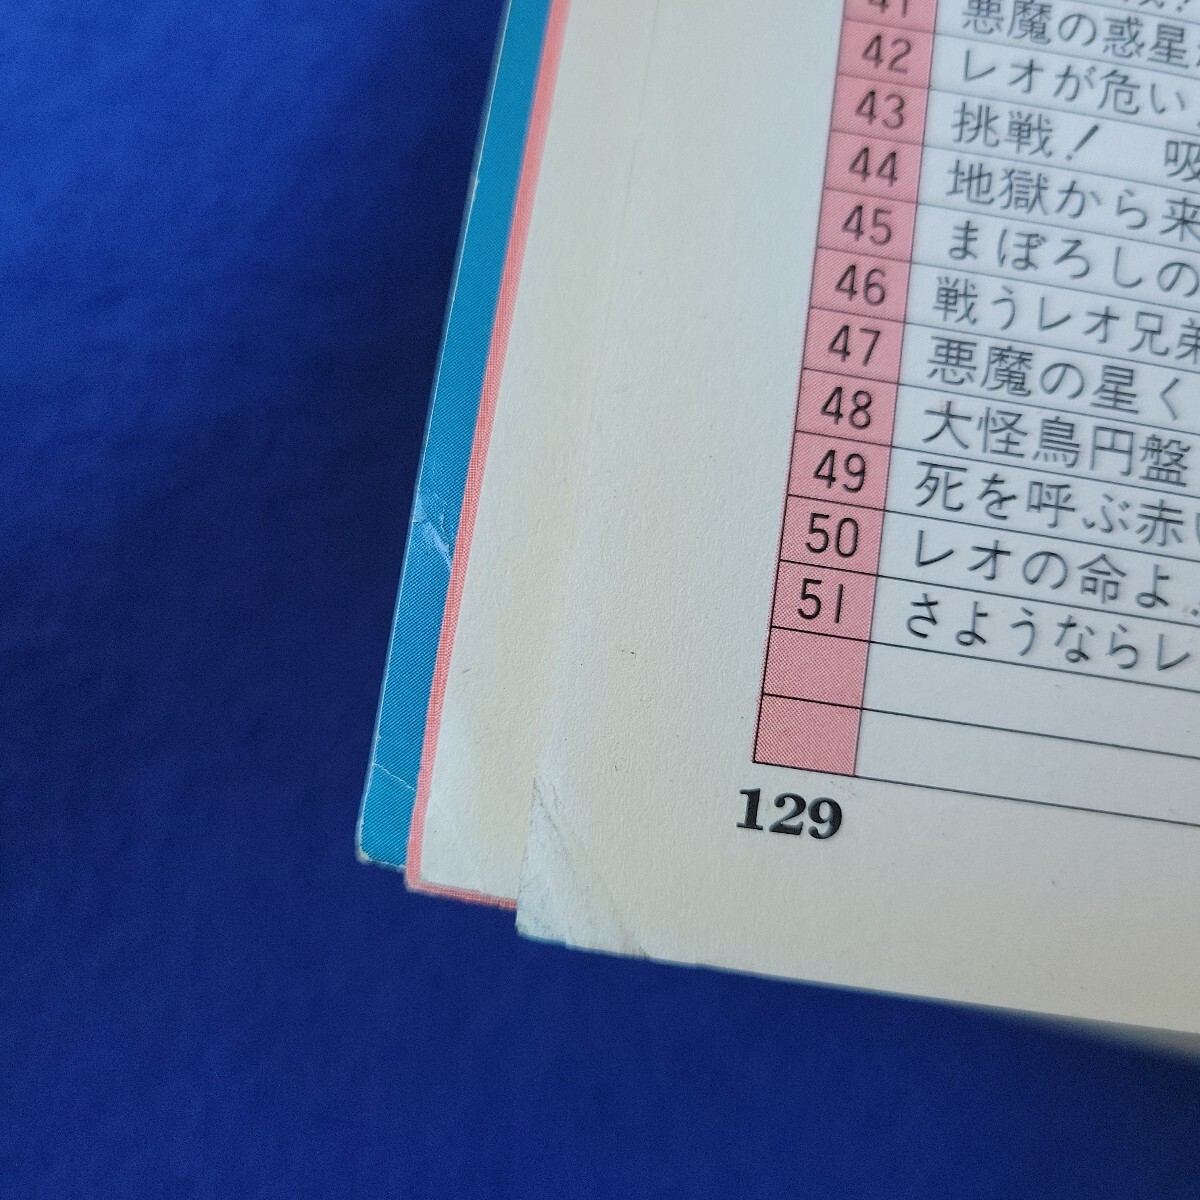 41 悪魔の惑星
42 レオが危い
43 挑戦! 吸
44 地獄から来
45 まぼろしの
46 戦うレオ兄弟
47 悪魔の星く
48 大怪鳥円盤
49 死を呼ぶ赤い
50 レオの命よ
51 さようならレ
129